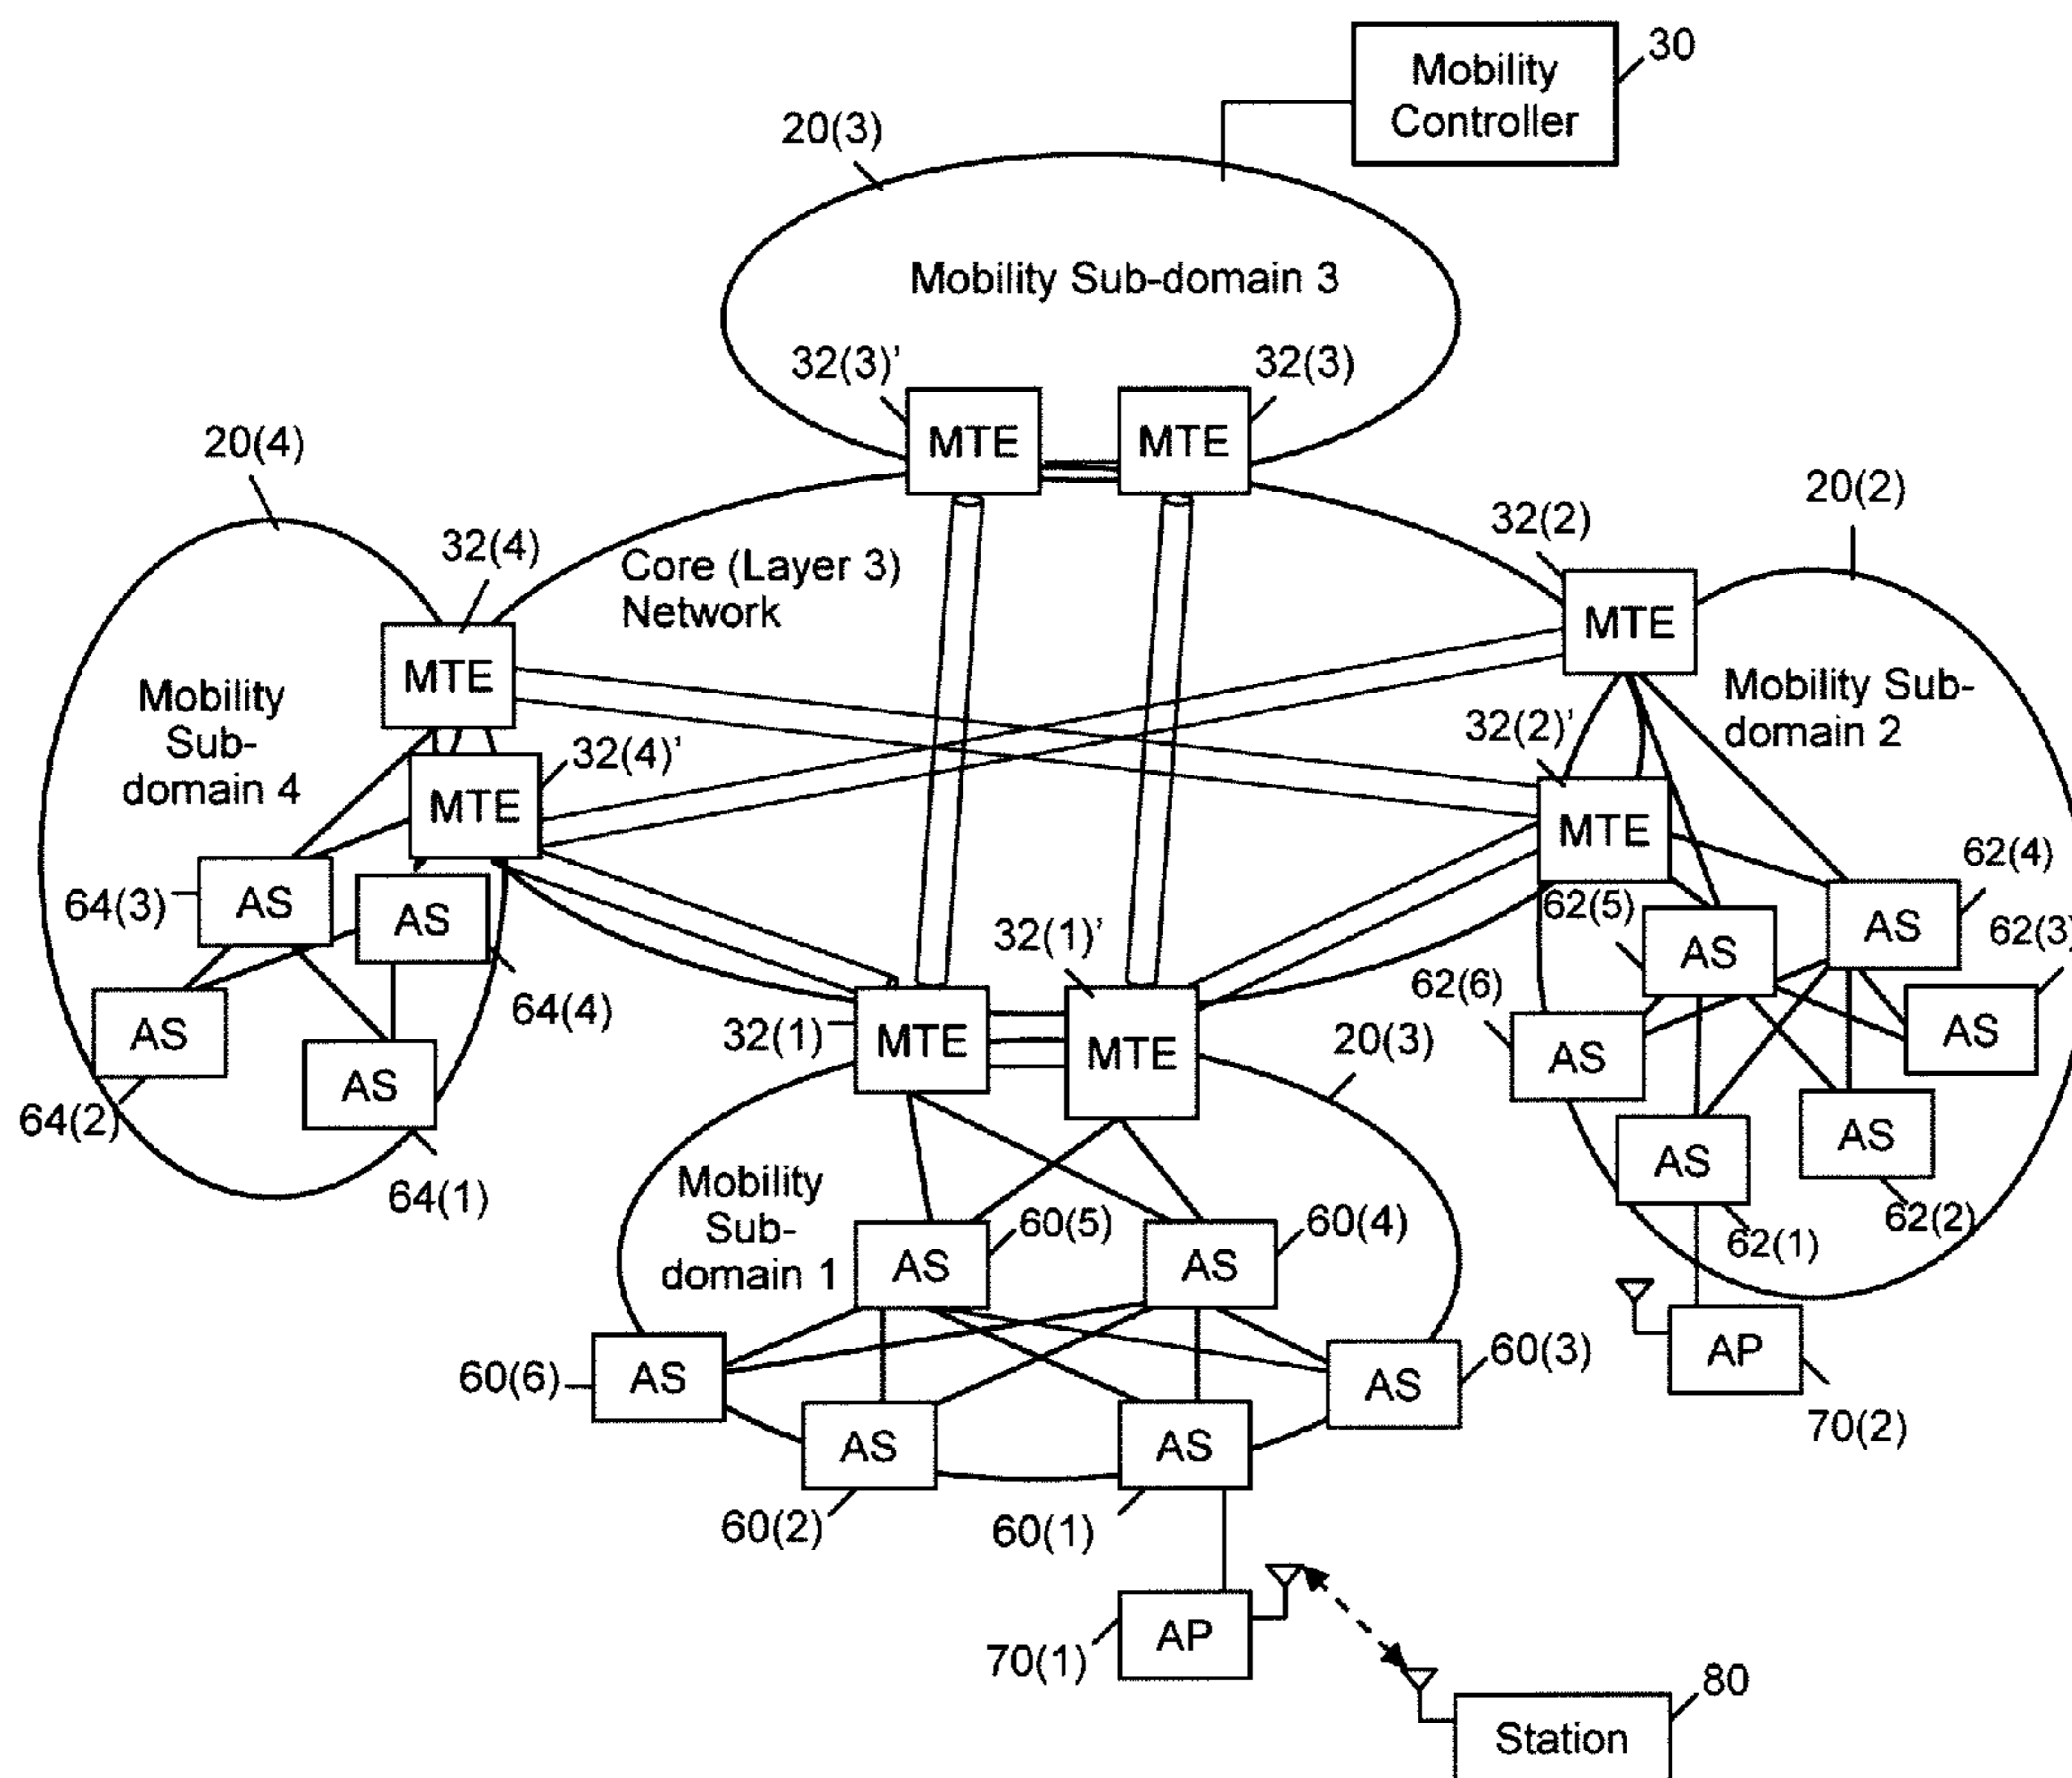 30
Mobility
Controller
20(3)
Mobility Sub-domain 3
32(3)'
32(3)
MTE
MTE
20(4)
20(2)
32(4)
32(2)
Core (Layer 3)
Network
MTE
MTE
Mobility
Sub-
domain 4
Mobility Sub-
domain 2
32(4)'
32(2)'
MTE
MTE
64(3)
AS
AS
62(5)
62(4)
AS
AS
62(3)
32(1)'
64(4)
62(6)
AS
32(1)
MTE
MTE
20(3)
AS
AS
64(2)
AS
64(1)
AS
AS
62(2)
62(1)
Mobility
Sub-
domain 1
60(5)
60(4)
AS
AS
60(6)
AS
60(3)
AS
AP
70(2)
AS
AS
60(2)
60(1)
70(1)
AP
80
Station